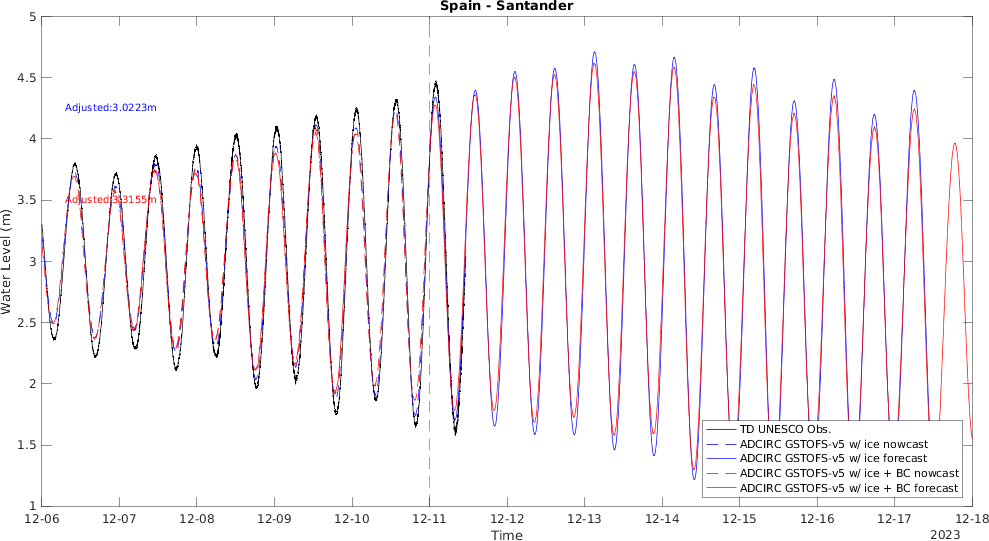 Spain - Santander
5
4.5
4
3.5
3
2.5
2
1.5
1
Water Level (m)
Adjusted:3.0223m
Adjusted:3.3155m
TD UNESCO Obs.
ADCIRC GSTOFS-v5 w/ ice nowcast
ADCIRC GSTOFS-v5 w/ ice forecast
ADCIRC GSTOFS-v5 w/ ice + BC nowcast
ADCIRC GSTOFS-v5 w/ ice + BC forecast
12-06 12-07 12-08 12-09 12-10 12-11 12-12 12-13 12-14 12-15 12-16 12-17 12-18
Time
2023